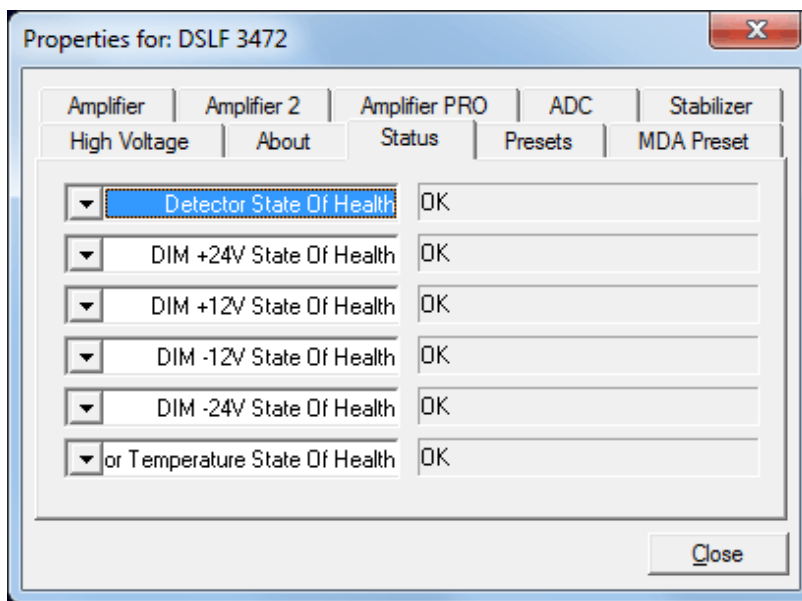 Properties for: DSLF 3472
Amplifier Amplifier 2 Amplifier PRO ADC Stabilizer
High Voltage About Status Presets MDA Preset
Detector State Of Health OK
DIM +24V State Of Health OK
DIM +12V State Of Health OK
DIM -12V State Of Health OK
DIM -24V State Of Health OK
or Temperature State Of Health OK
Close